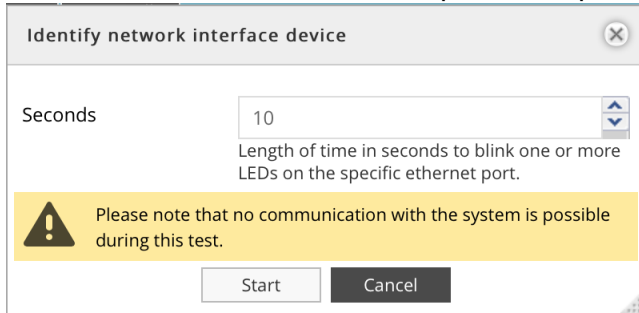 Identify network interface device
Seconds
10
Length of time in seconds to blink one or more
LEDs on the specific ethernet port.
Please note that no communication with the system is possible
during this test.
Start
Cancel